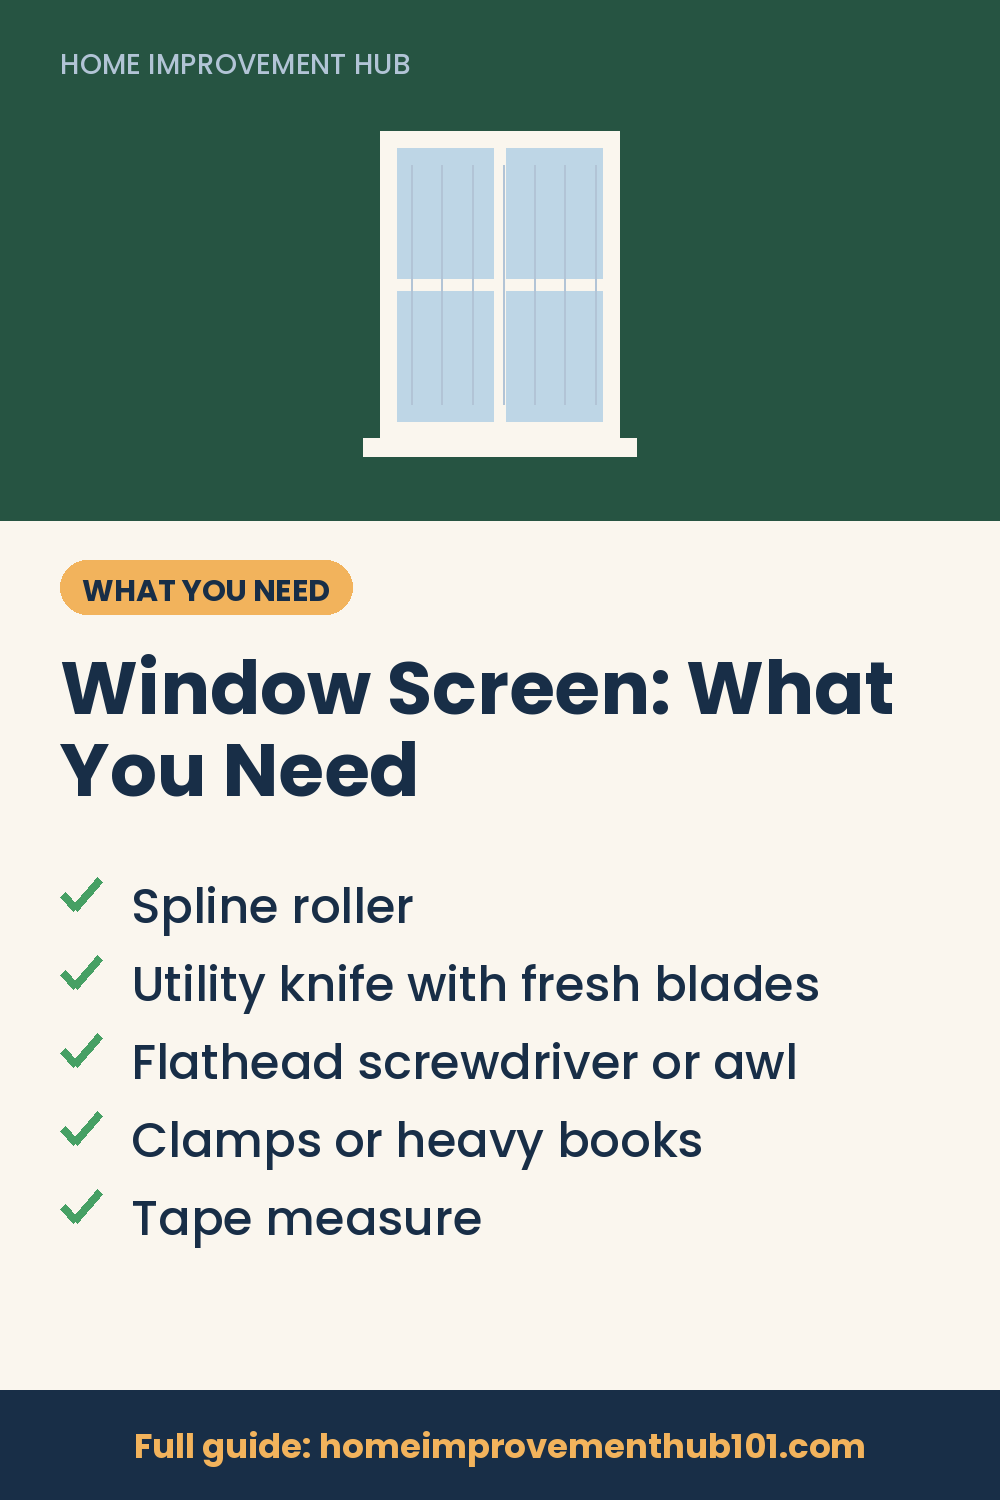 HOME IMPROVEMENT HUB
WHAT YOU NEED
Window Screen: What
You Need
Spline roller
Utility knife with fresh blades
Flathead screwdriver or awl
Clamps or heavy books
Tape measure
Full guide: homeimprovementhub101.com